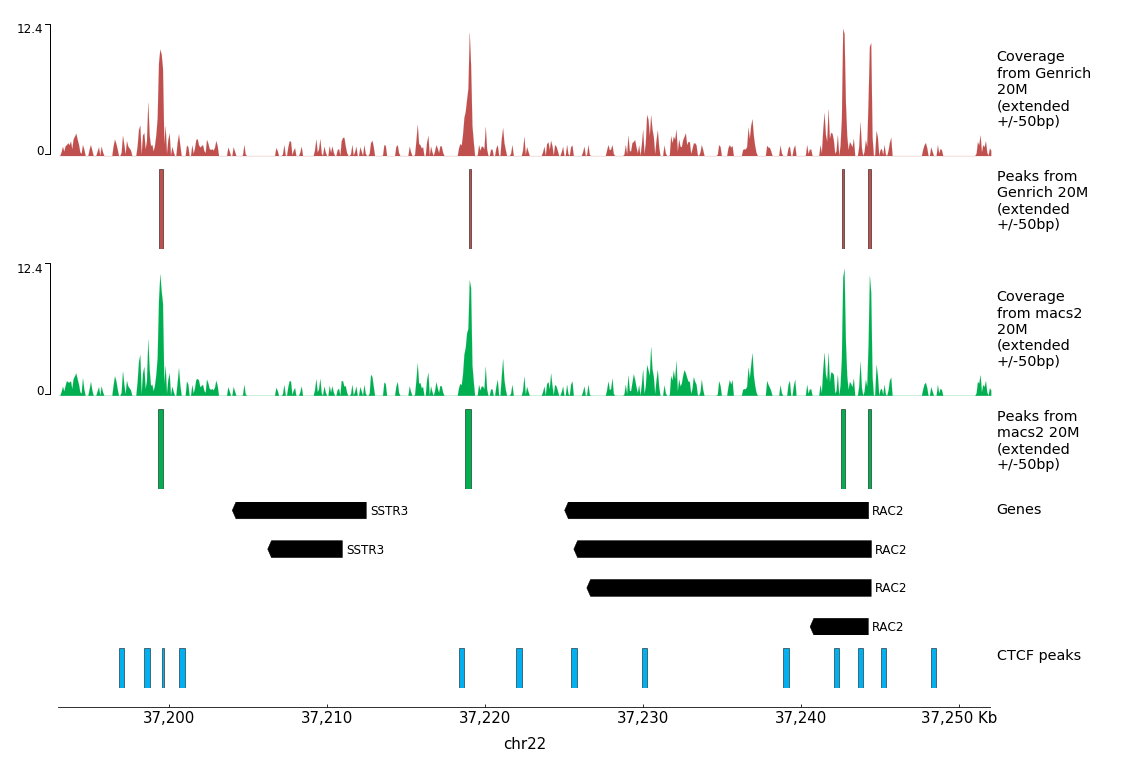 12.4
0
Coverage
from Genrich
20M
(extended
+/-50bp)
Peaks from
Genrich 20M
(extended
+/-50bp)
12.4
0
Coverage
from macs2
20M
(extended
+/-50bp)
Peaks from
macs2 20M
(extended
+/-50bp)
SSTR3
RAC2
Genes
SSTR3
RAC2
RAC2
RAC2
CTCF peaks
37,200 37,210 37,220 37,230 37,240 37,250 Kb
chr22